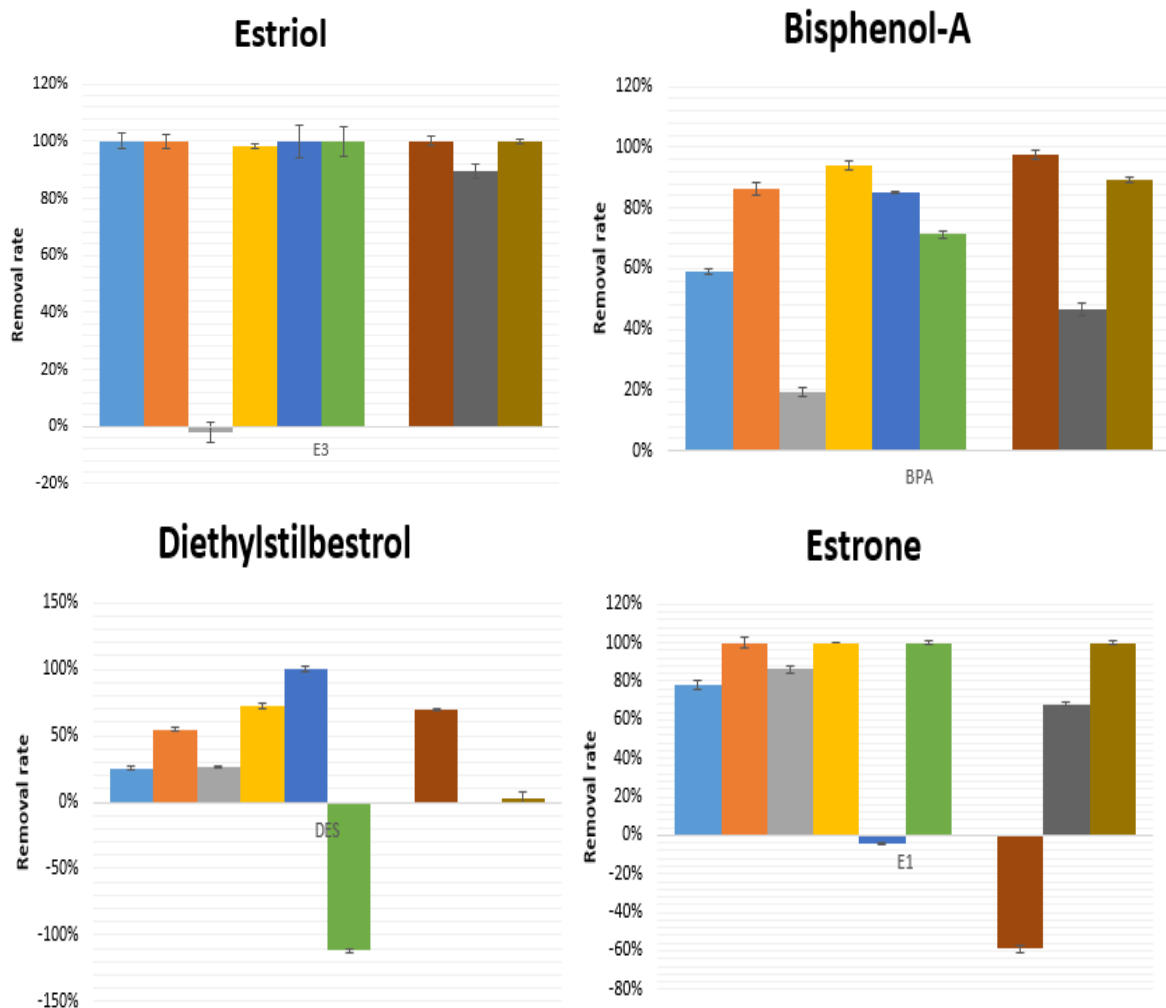 Estriol
120%
100%
80%
60%
40%
20%
0%
-20%
Removal rate
E3
Bisphenol-A
120%
100%
80%
60%
40%
20%
0%
Removal rate
BPA
Diethylstilbestrol
150%
100%
50%
0%
-50%
-100%
-150%
Removal rate
DES
Estrone
120%
100%
80%
60%
40%
20%
0%
-20%
-40%
-60%
-80%
Removal rate
E1